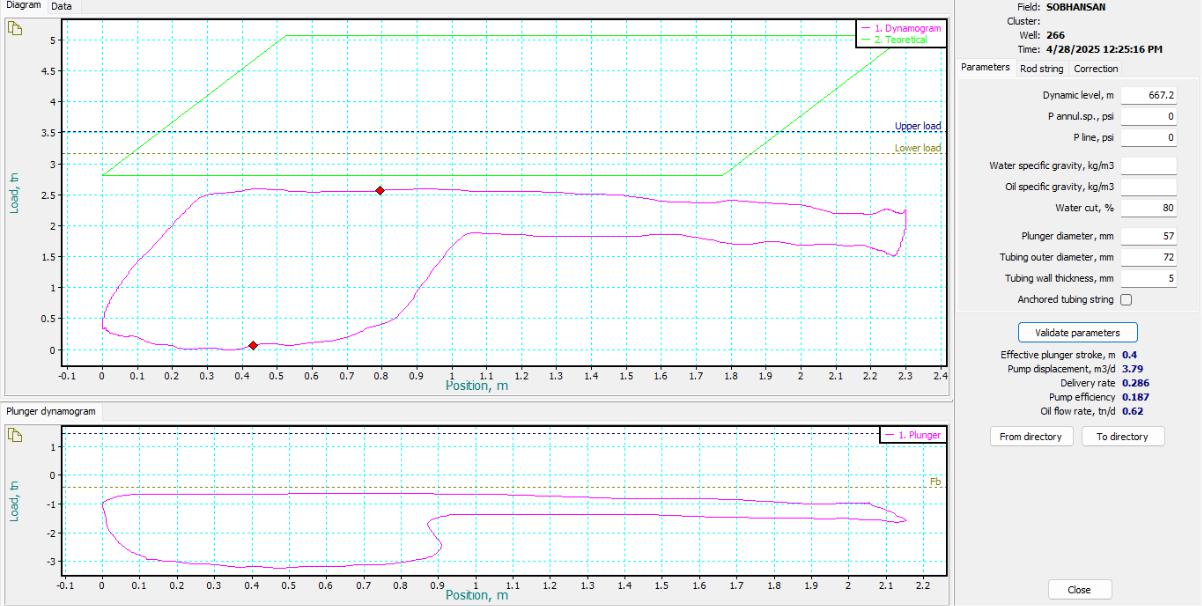 Diagram Data
Load, tn
5
4.5
4
3.5
3
2.5
2
1.5
1
0.5
0
1. Dynamogram
2. Teoretical
Upper load
Lower load
-0.1 0 0.1 0.2 0.3 0.4 0.5 0.6 0.7 0.8 0.9 1 1.1 1.2 1.3 1.4 1.5 1.6 1.7 1.8 1.9 2 2.1 2.2 2.3 2.4
Position, m
Plunger dynamogram
Load, tn
1
0
-1
-2
-3
1. Plunger
Fb
-0.1 0 0.1 0.2 0.3 0.4 0.5 0.6 0.7 0.8 0.9 1 1.1 1.2 1.3 1.4 1.5 1.6 1.7 1.8 1.9 2 2.1 2.2
Position, m
Field: SOBHANSAN
Cluster:
Well: 266
Time: 4/28/2025 12:25:16 PM
Parameters Rod string Correction
Dynamic level, m 667.2
P annul.sp., psi 0
P line, psi 0
Water specific gravity, kg/m3
Oil specific gravity, kg/m3
Water cut, % 80
Plunger diameter, mm 57
Tubing outer diameter, mm 72
Tubing wall thickness, mm 5
Anchored tubing string
Validate parameters
Effective plunger stroke, m 0.4
Pump displacement, m3/d 3.79
Delivery rate 0.286
Pump efficiency 0.187
Oil flow rate, tn/d 0.62
From directory To directory
Close